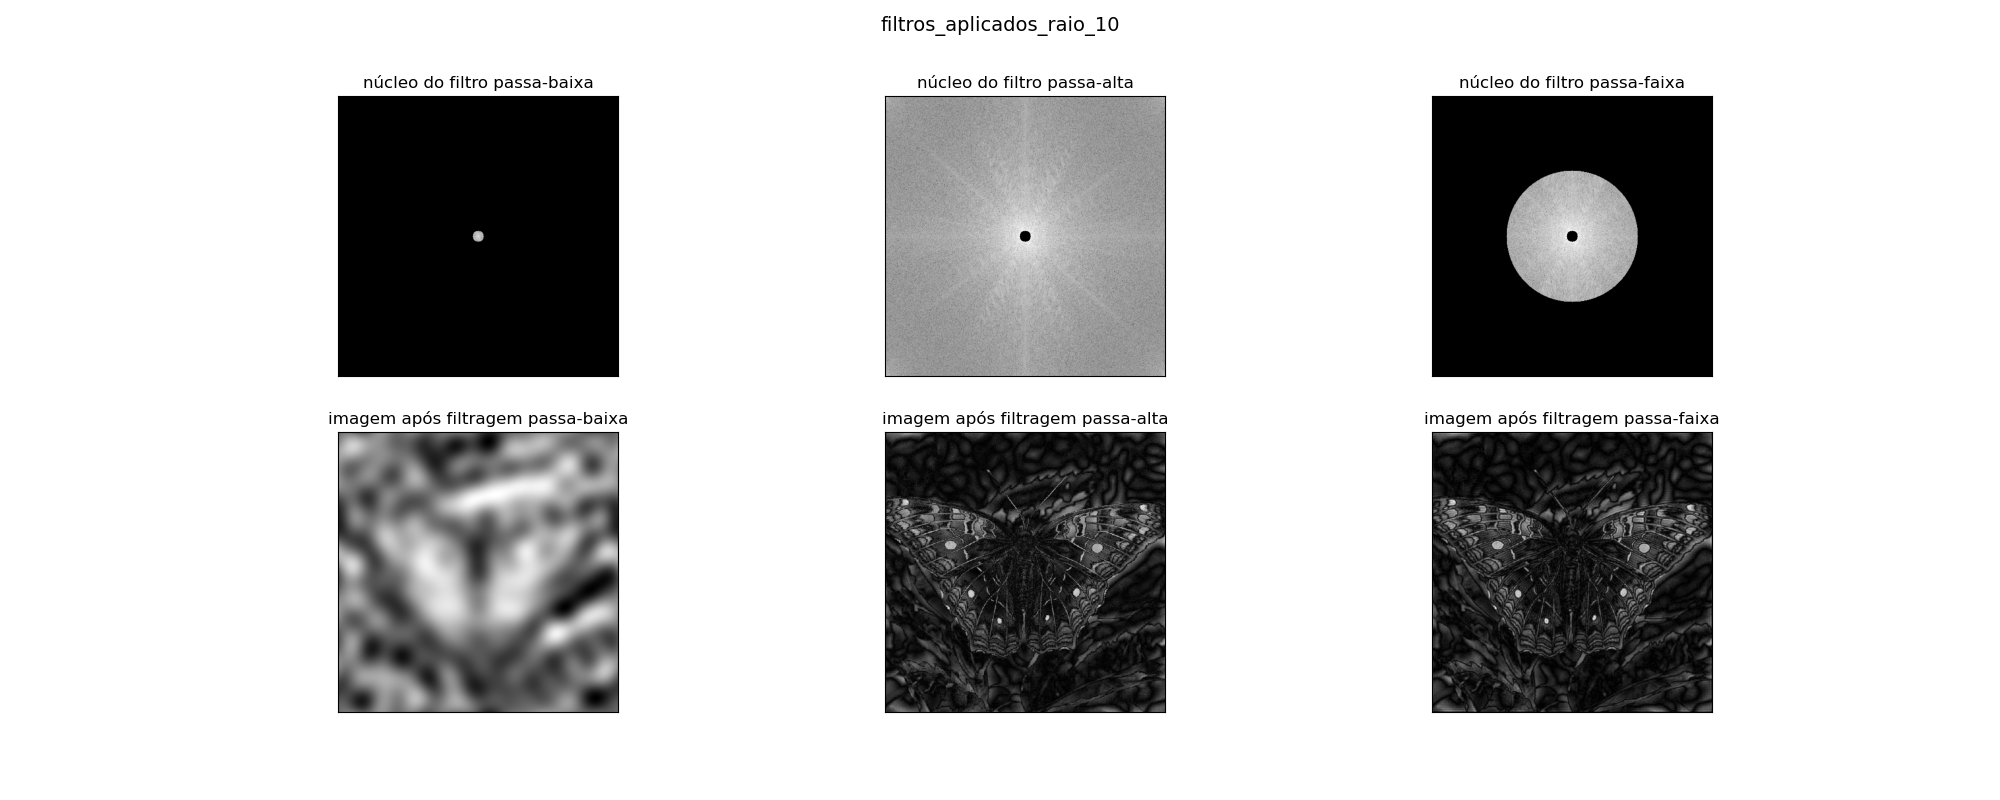 filtros_aplicados_raio_10
núcleo do filtro passa-baixa
núcleo do filtro passa-alta
núcleo do filtro passa-faixa
imagem após filtragem passa-baixa
imagem após filtragem passa-alta
imagem após filtragem passa-faixa